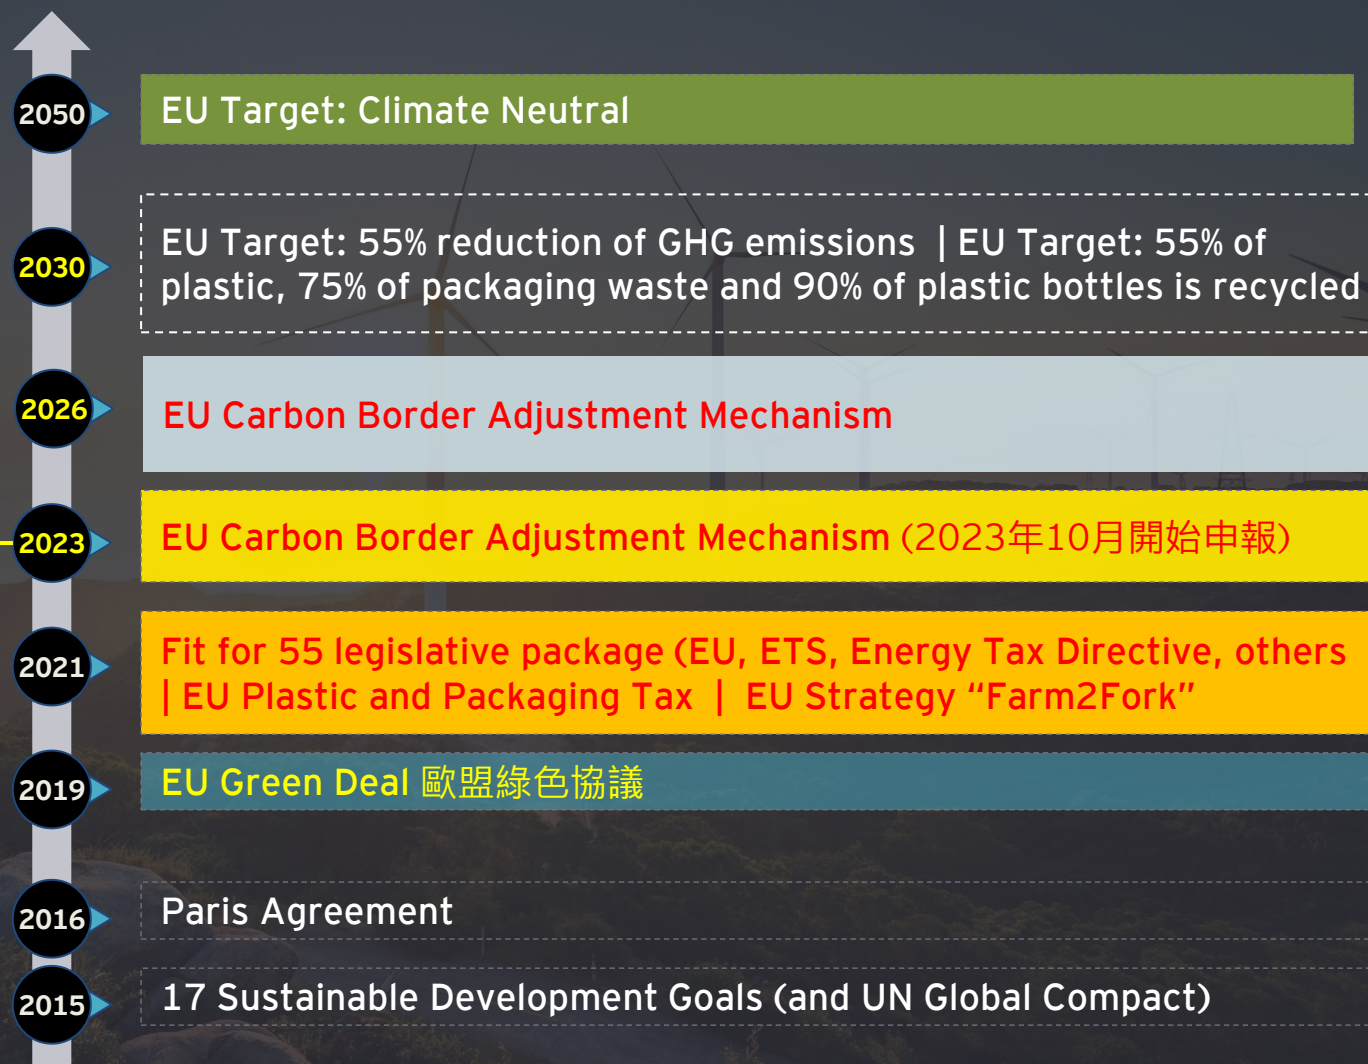 2050
EU Target: Climate Neutral
2030
EU Target: 55% reduction of GHG emissions | EU Target: 55% of
plastic, 75% of packaging waste and 90% of plastic bottles is recycled
2026
EU Carbon Border Adjustment Mechanism
2023
EU Carbon Border Adjustment Mechanism (2023年10月開始申報)
2021
Fit for 55 legislative package (EU, ETS, Energy Tax Directive, others
| EU Plastic and Packaging Tax | EU Strategy “Farm2Fork”
2019
EU Green Deal 歐盟綠色協議
2016
Paris Agreement
2015
17 Sustainable Development Goals (and UN Global Compact)